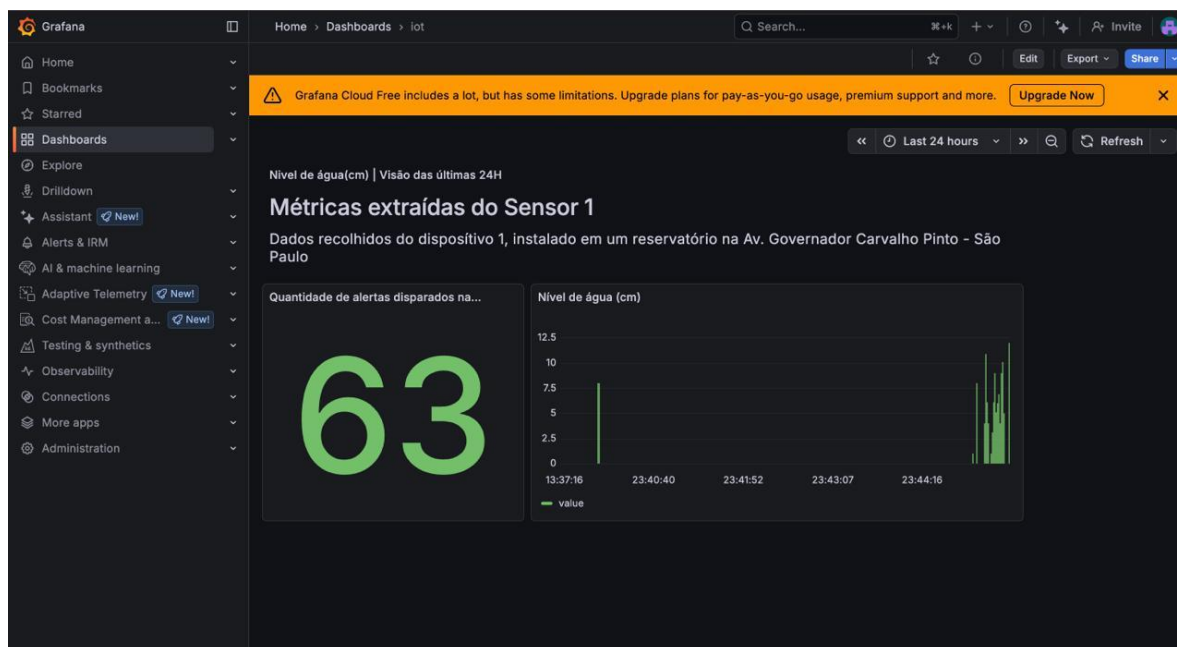 Grafana
Home › Dashboards › iot
Search...
⌘+k
Invite
Home
Bookmarks
Starred
Dashboards
Explore
Drilldown
Assistant New!
Alerts & IRM
AI & machine learning
Adaptive Telemetry New!
Cost Management a... New!
Testing & synthetics
Observability
Connections
More apps
Administration
Edit
Export
Share
Grafana Cloud Free includes a lot, but has some limitations. Upgrade plans for pay-as-you-go usage, premium support and more.
Upgrade Now
Last 24 hours
Refresh
Nivel de água(cm) | Visão das últimas 24H
Métricas extraídas do Sensor 1
Dados recolhidos do disposítivo 1, instalado em um reservatório na Av. Governador Carvalho Pinto - São
Paulo
Quantidade de alertas disparados na...
63
Nível de água (cm)
12.5
10
7.5
5
2.5
0
13:37:16 23:40:40 23:41:52 23:43:07 23:44:16
value